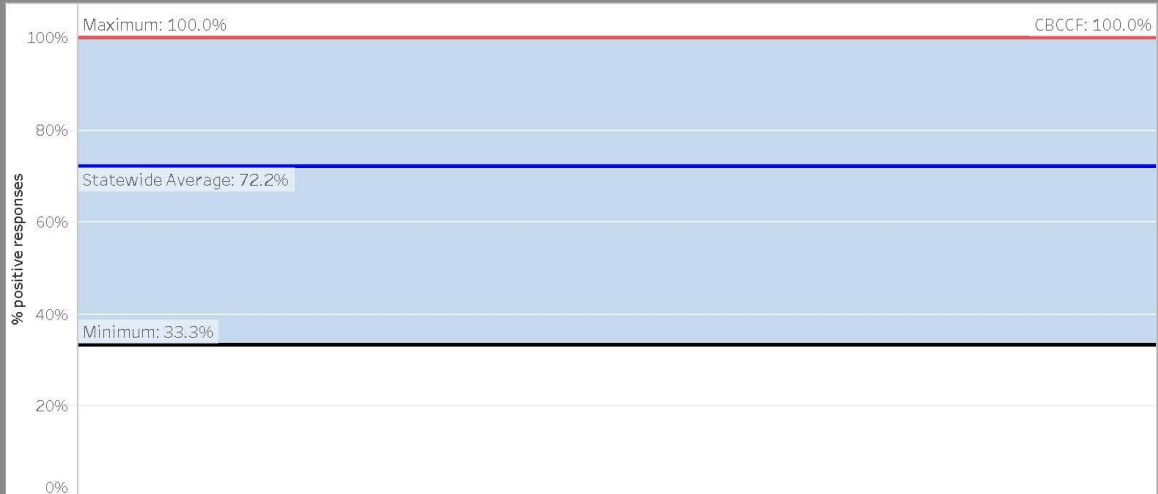 Maximum: 100.0%
CBCCF: 100.0%
100%
80%
Statewide Average: 72.2%
% positive responses
60%
40%
Minimum: 33.3%
20%
0%